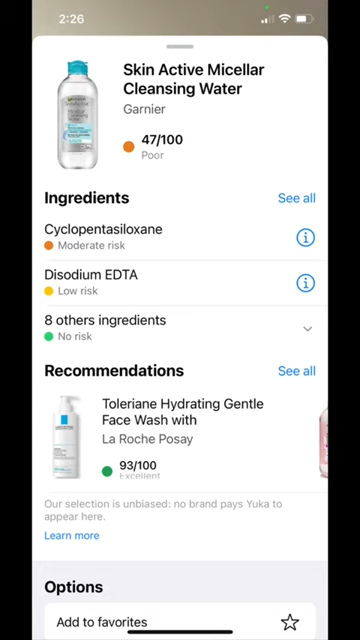 2:26
Skin Active Micellar
Cleansing Water
Garnier
47/100
Poor
Ingredients
See all
Cyclopentasiloxane
Moderate risk
Disodium EDTA
Low risk
8 others ingredients
No risk
Recommendations
See all
Toleriane Hydrating Gentle
Face Wash with
La Roche Posay
93/100
Excellent
Our selection is unbiased: no brand pays Yuka to
appear here.
Learn more
Options
Add to favorites